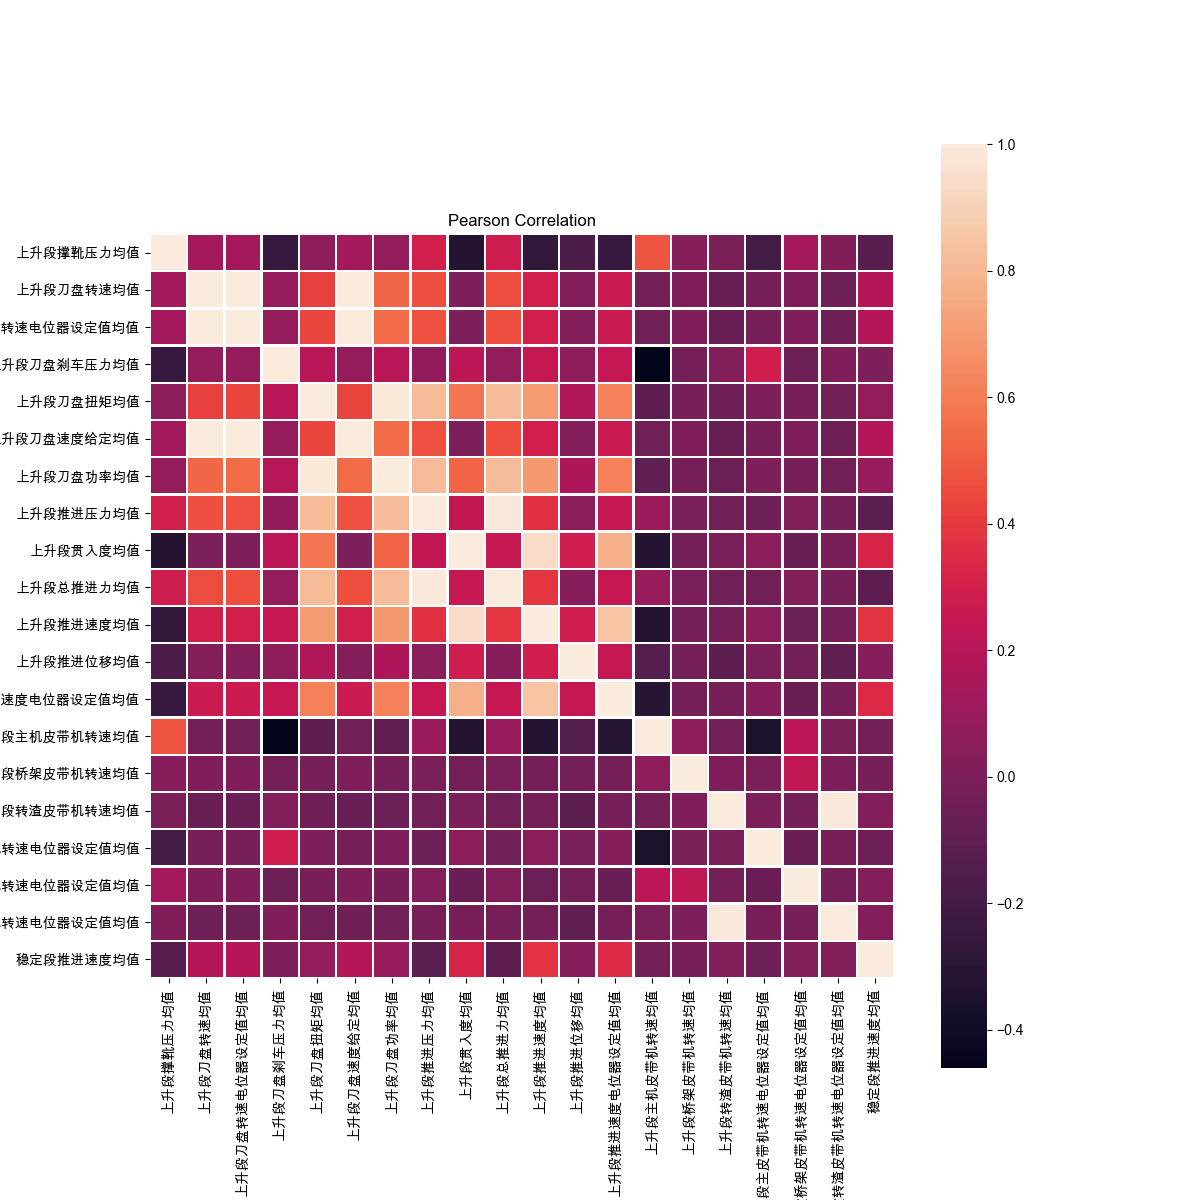 Pearson Correlation
上升段撑靴压力均值
上升段刀盘转速均值
转速电位器设定值均值
升段刀盘刹车压力均值
上升段刀盘扭矩均值
升段刀盘速度给定均值
上升段刀盘功率均值
上升段推进压力均值
上升段贯入度均值
上升段总推进力均值
上升段推进速度均值
上升段推进位移均值
速度电位器设定值均值
段主机皮带机转速均值
段桥架皮带机转速均值
段转渣皮带机转速均值
转速电位器设定值均值
转速电位器设定值均值
转速电位器设定值均值
稳定段推进速度均值
上升段撑靴压力均值
上升段刀盘转速均值
上升段刀盘转速电位器设定值均值
上升段刀盘刹车压力均值
上升段刀盘扭矩均值
上升段刀盘速度给定均值
上升段刀盘功率均值
上升段推进压力均值
上升段贯入度均值
上升段总推进力均值
上升段推进速度均值
上升段推进位移均值
上升段推进速度电位器设定值均值
上升段主机皮带机转速均值
上升段桥架皮带机转速均值
上升段转渣皮带机转速均值
段主皮带机转速电位器设定值均值
桥架皮带机转速电位器设定值均值
转渣皮带机转速电位器设定值均值
稳定段推进速度均值
1.0
0.8
0.6
0.4
0.2
0.0
−0.2
−0.4